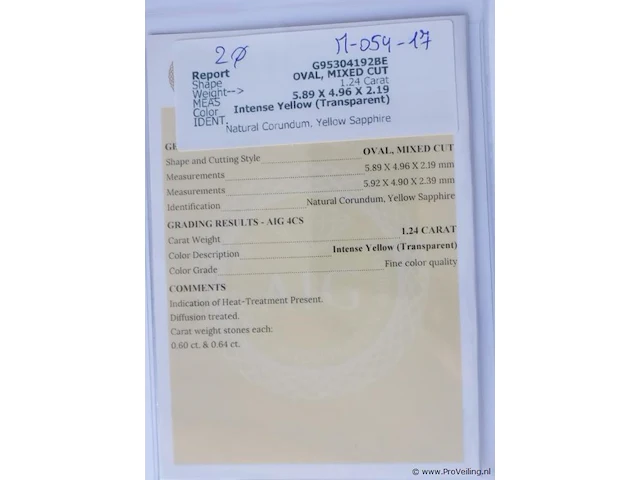 2∅ M-054-17
Report G95304192BE
Shape OVAL, MIXED CUT
Weight--> 1.24 Carat
MEAS 5.89 X 4.96 X 2.19
Color Intense Yellow (Transparent)
IDENT. Natural Corundum, Yellow Sapphire
Shape and Cutting Style OVAL, MIXED CUT
Measurements 5.89 X 4.96 X 2.19 mm
Measurements 5.92 X 4.90 X 2.39 mm
Identification Natural Corundum, Yellow Sapphire
GRADING RESULTS - AIG 4CS
Carat Weight 1.24 CARAT
Color Description Intense Yellow (Transparent)
Color Grade Fine color quality
COMMENTS
Indication of Heat-Treatment Present.
Diffusion treated.
Carat weight stones each:
0.60 ct. & 0.64 ct.
AIG
© www.ProVeiling.nl